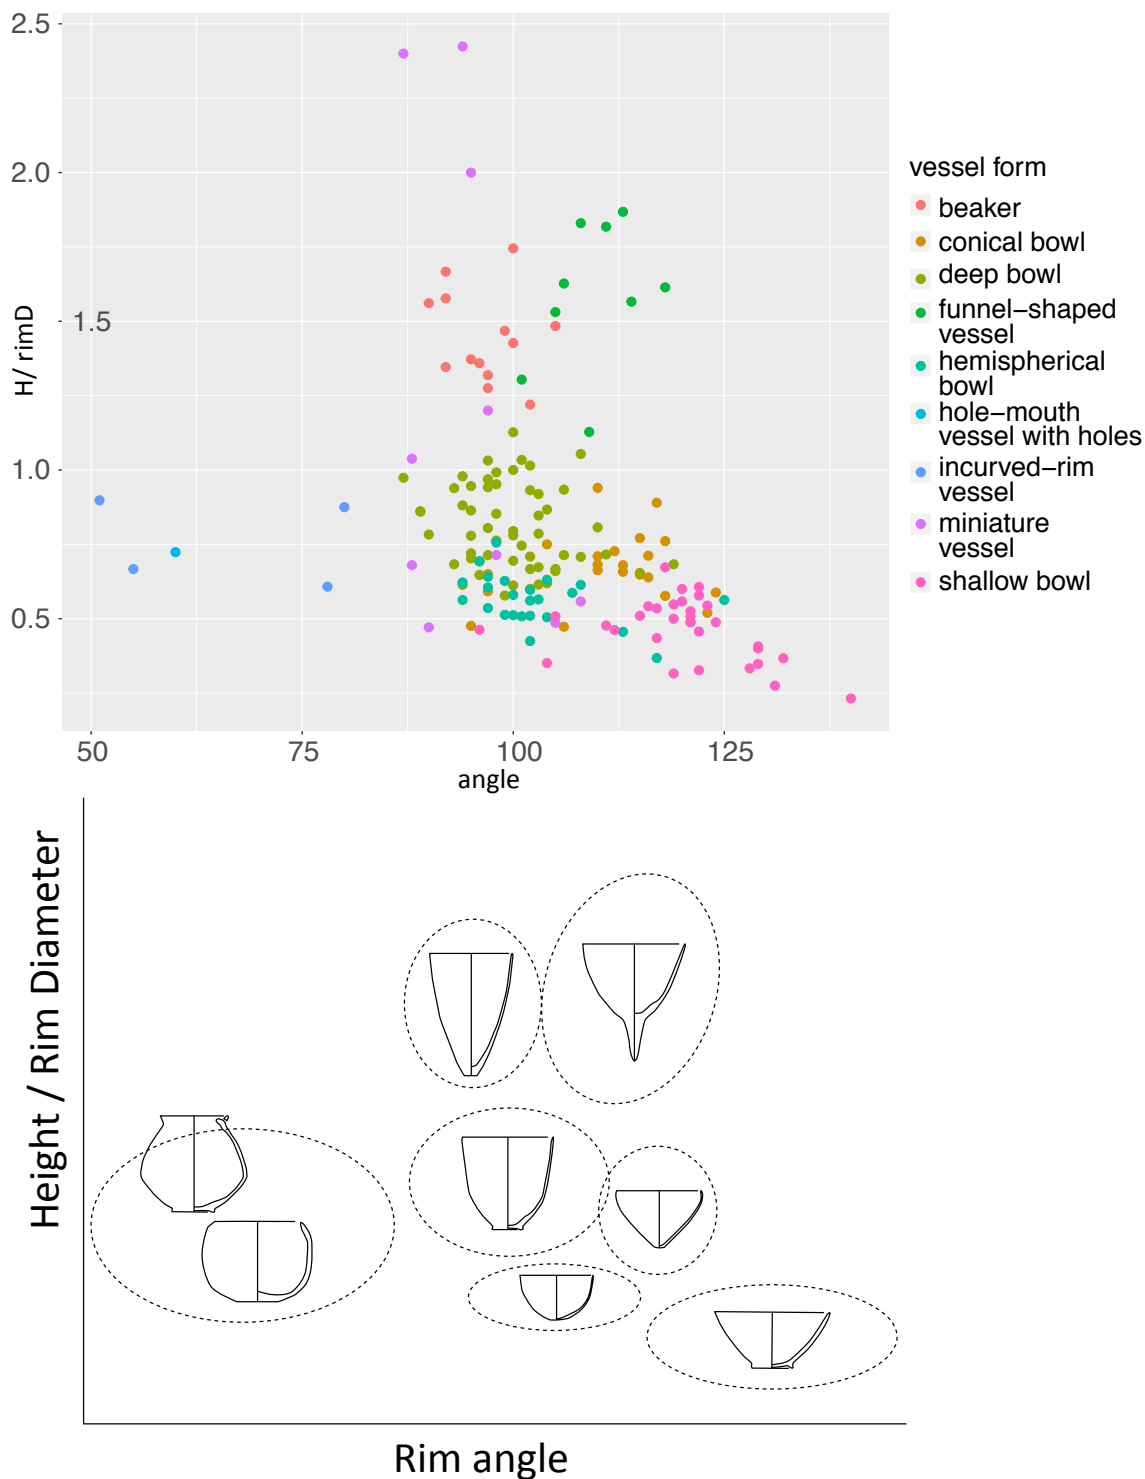 2.5
2.0
1.5
1.0
0.5
H/ rimD
50 75 100 125
angle
vessel form
beaker
conical bowl
deep bowl
funnel−shaped
vessel
hemispherical
bowl
hole−mouth
vessel with holes
incurved−rim
vessel
miniature
vessel
shallow bowl
Height / Rim Diameter
Rim angle